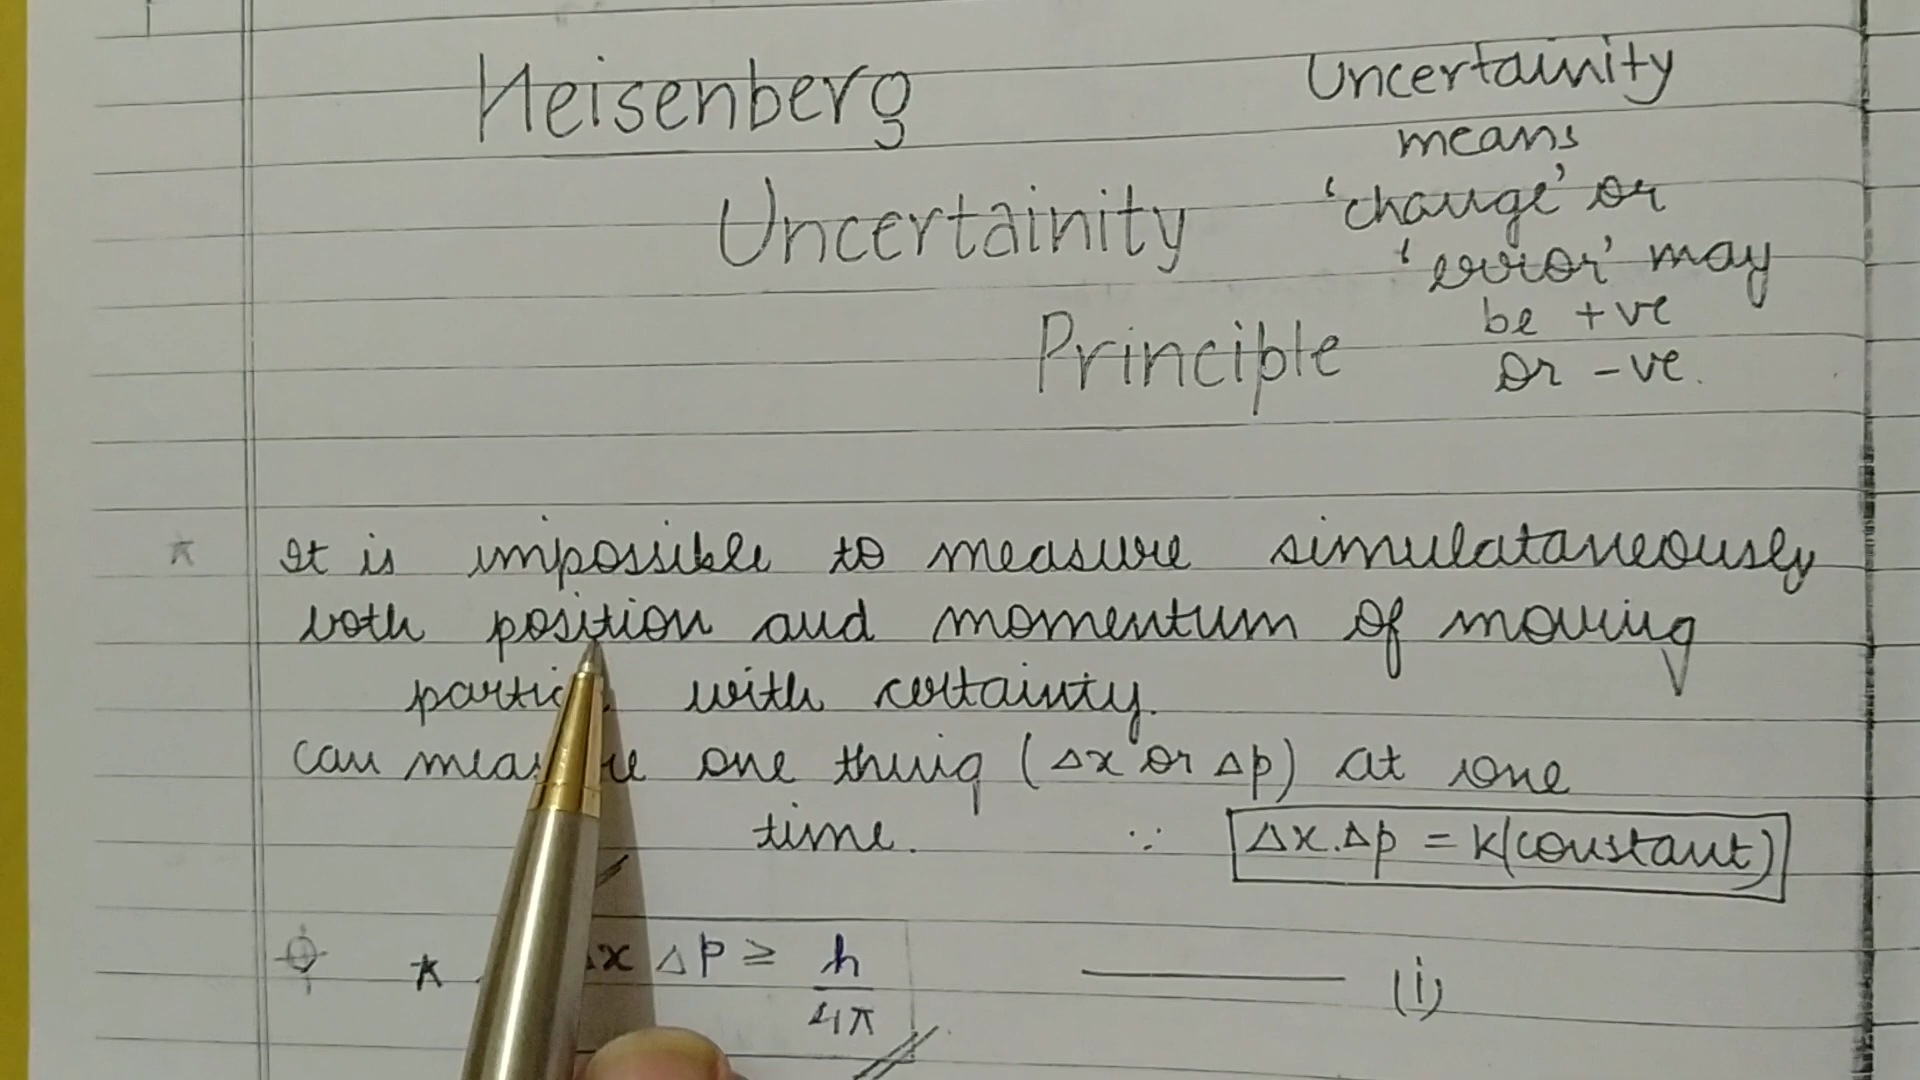 Heisenberg
Uncertainity
Principle
Uncertainity
means
'change' or
'error' may
be +ve
or -ve.
* It is impossible to measure simulataneously
both position and momentum of moving
with certainty.
can one thing (Δx or Δp) at one
time. ∵ Δx.Δp = K(constant)
* x Δp ≥ h/4π (i)